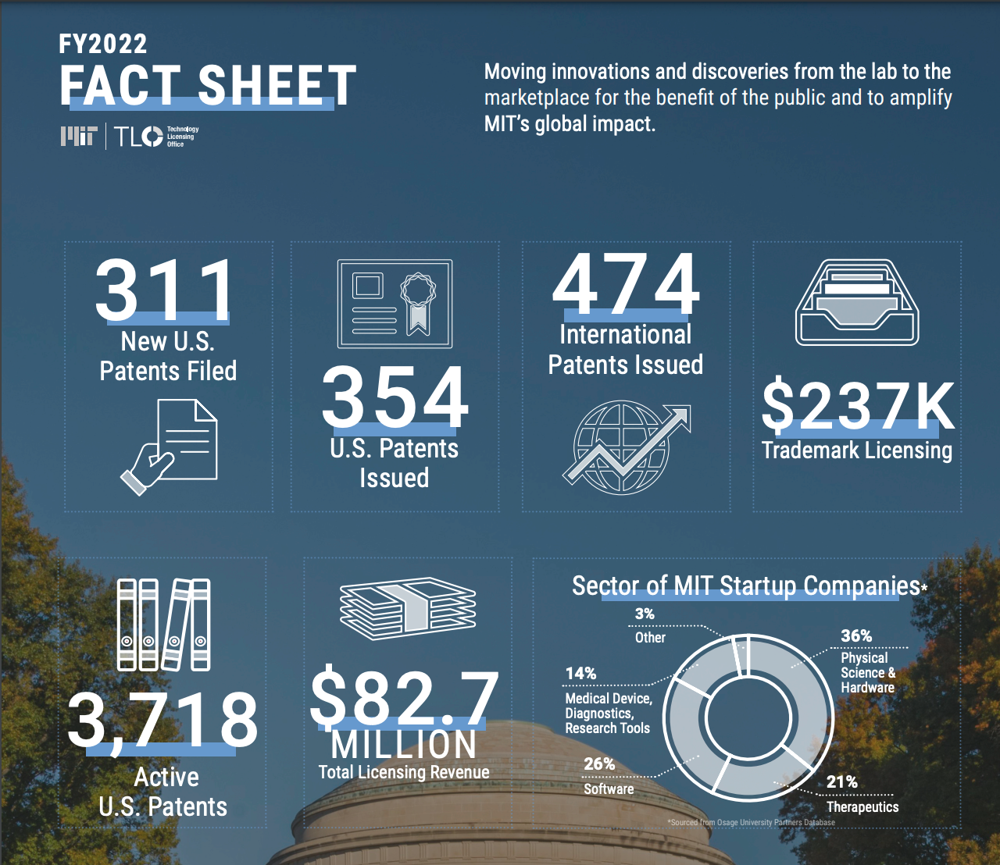 FY2022
FACT SHEET
MIT
TLO
Technology
Licensing
Office
Moving innovations and discoveries from the lab to the
marketplace for the benefit of the public and to amplify
MIT’s global impact.
311
New U.S.
Patents Filed
354
U.S. Patents
Issued
474
International
Patents Issued
$237K
Trademark Licensing
3,718
Active
U.S. Patents
$82.7
MILLION
Total Licensing Revenue
Sector of MIT Startup Companies*
3%
Other
36%
Physical
Science &
Hardware
14%
Medical Device,
Diagnostics,
Research Tools
26%
Software
21%
Therapeutics
*Sourced from Osage University Partners Database